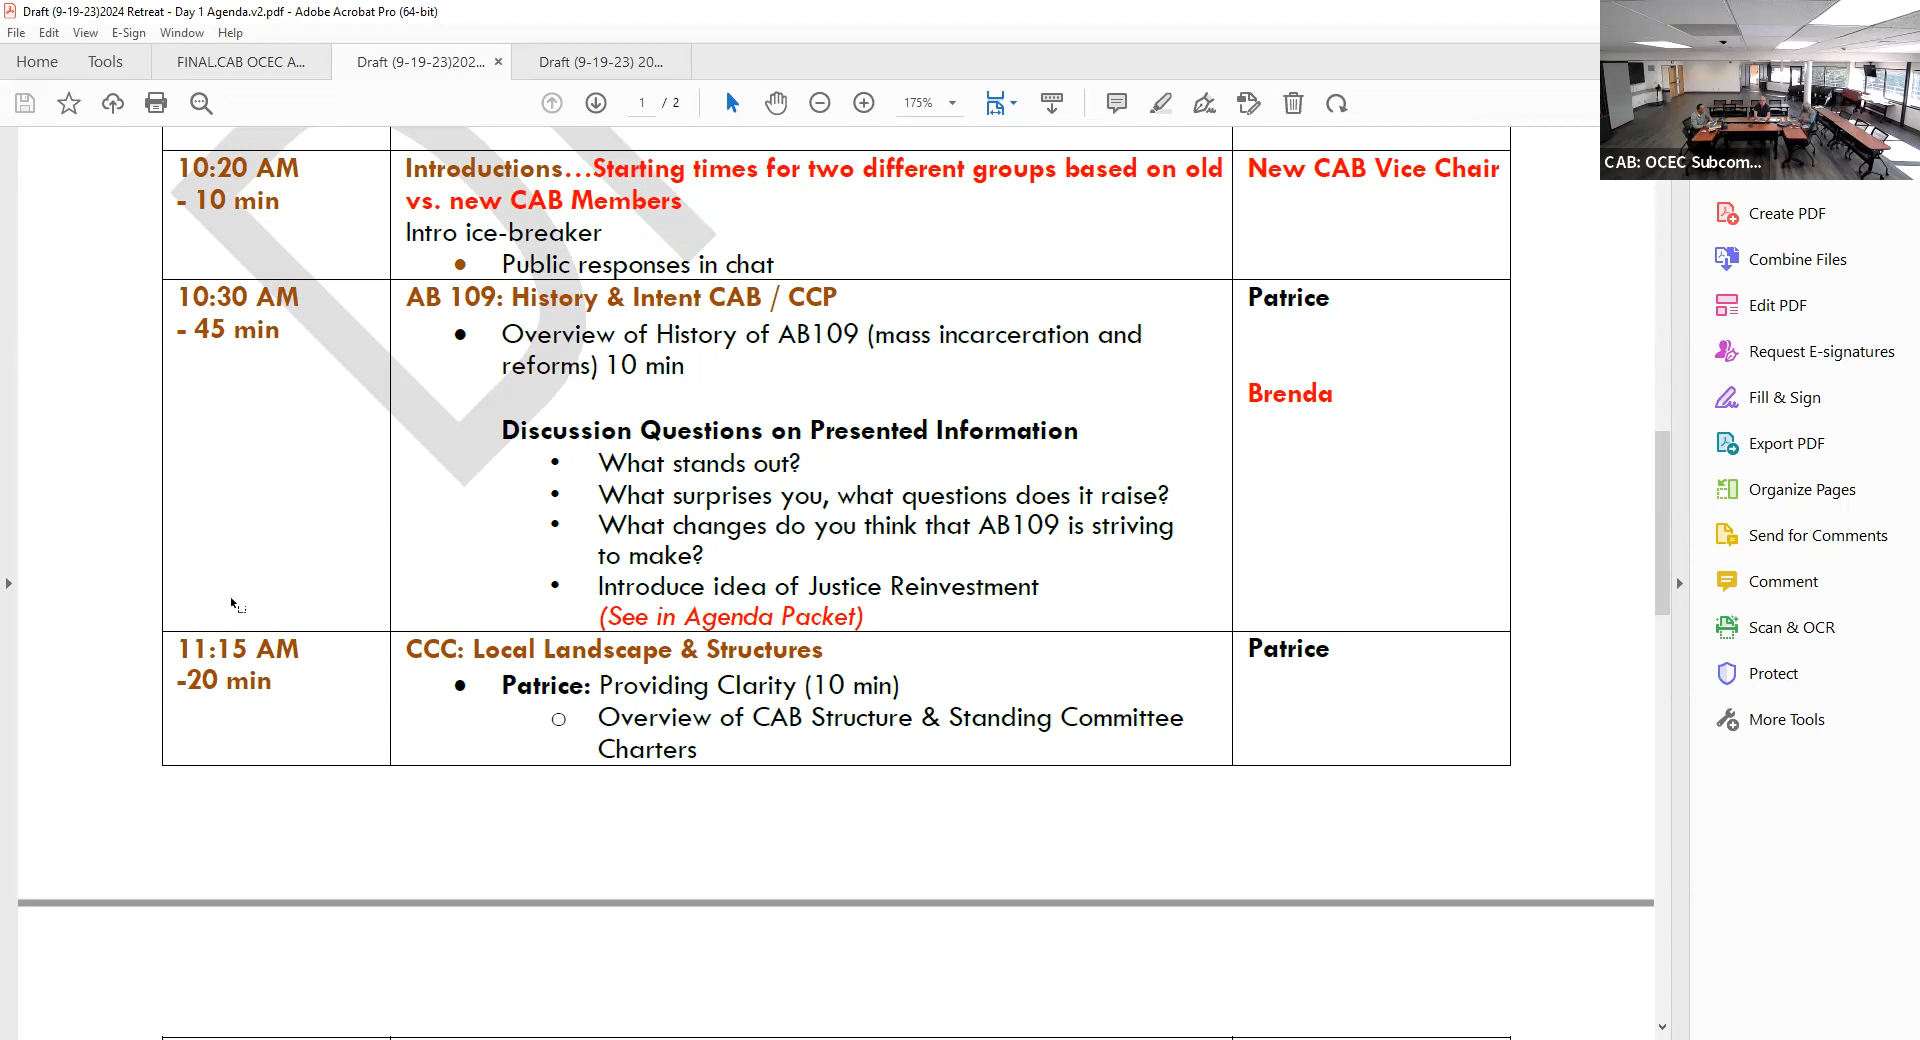 Draft (9-19-23)2024 Retreat - Day 1 Agenda.v2.pdf - Adobe Acrobat Pro (64-bit)
File Edit View E-Sign Window Help
Home Tools FINAL.CAB OCEC A... Draft (9-19-23)202... × Draft (9-19-23) 20...
1 / 2 175%
CAB: OCEC Subcom...
10:20 AM
- 10 min
Introductions...Starting times for two different groups based on old
vs. new CAB Members
Intro ice-breaker
• Public responses in chat
New CAB Vice Chair
10:30 AM
- 45 min
AB 109: History & Intent CAB / CCP
• Overview of History of AB109 (mass incarceration and
reforms) 10 min
Discussion Questions on Presented Information
• What stands out?
• What surprises you, what questions does it raise?
• What changes do you think that AB109 is striving
to make?
• Introduce idea of Justice Reinvestment
(See in Agenda Packet)
Patrice
Brenda
11:15 AM
-20 min
CCC: Local Landscape & Structures
• Patrice: Providing Clarity (10 min)
○ Overview of CAB Structure & Standing Committee
Charters
Patrice
Create PDF
Combine Files
Edit PDF
Request E-signatures
Fill & Sign
Export PDF
Organize Pages
Send for Comments
Comment
Scan & OCR
Protect
More Tools